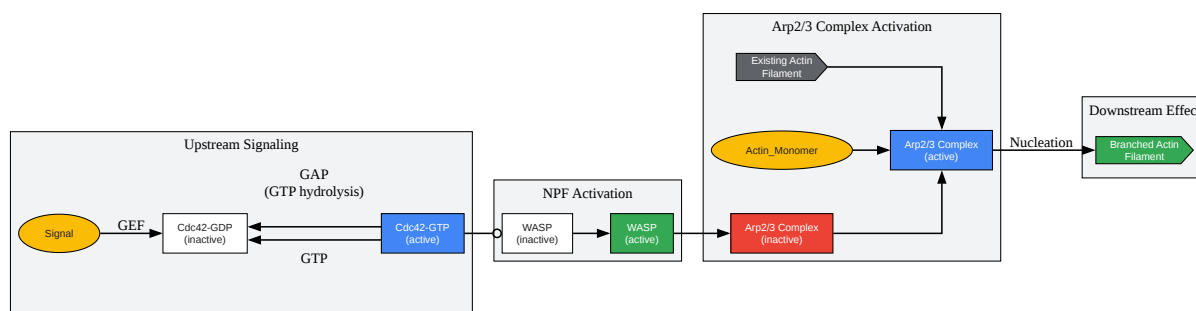 Arp2/3 Complex Activation
Existing Actin
Filament
Downstream Effec
Upstream Signaling
Nucleation
Actin_Monomer
Arp2/3 Complex
(active)
Branched Actin
Filament
GAP
(GTP hydrolysis)
NPF Activation
Signal
GEF
Cdc42-GDP
(inactive)
Cdc42-GTP
(active)
WASP
(inactive)
WASP
(active)
Arp2/3 Complex
(inactive)
GTP